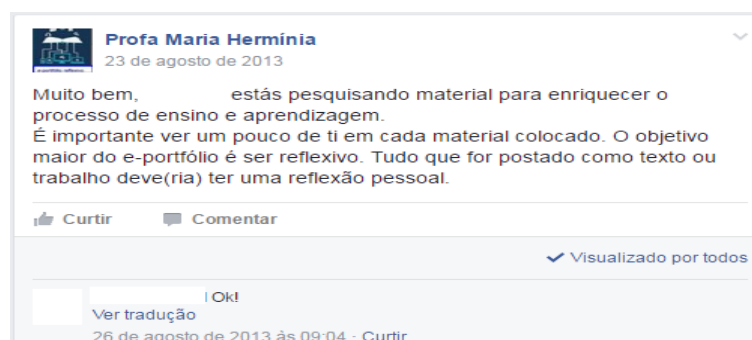 Profa Maria Hermínia
23 de agosto de 2013
Muito bem, estás pesquisando material para enriquecer o
processo de ensino e aprendizagem.
É importante ver um pouco de ti em cada material colocado. O objetivo
maior do e-portfólio é ser reflexivo. Tudo que for postado como texto ou
trabalho deve(ria) ter uma reflexão pessoal.
Curtir Comentar
Visualizado por todos
Ok!
Ver tradução
26 de agosto de 2013 às 09:04 · Curtir